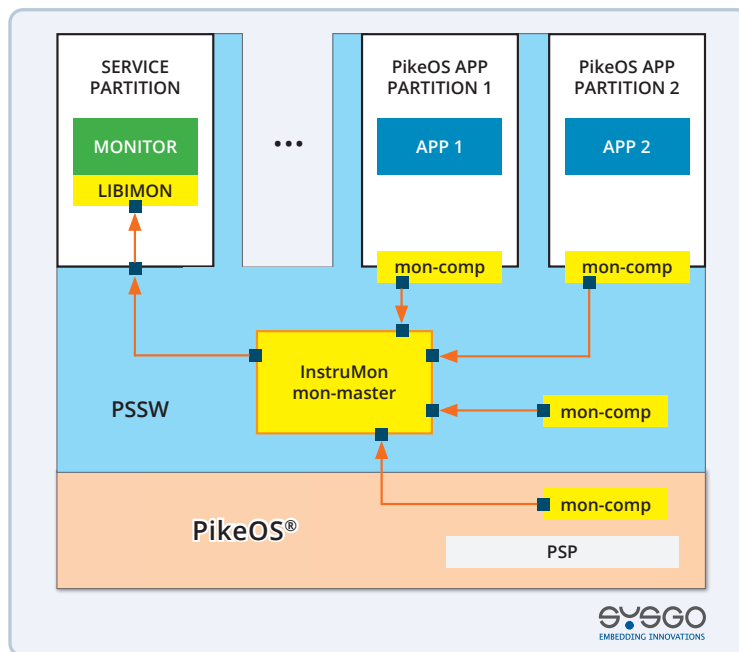 SERVICE
PARTITION
MONITOR
LIBIMON
...
PikeOS APP
PARTITION 1
APP 1
mon-comp
PikeOS APP
PARTITION 2
APP 2
mon-comp
InstruMon
mon-master
PSSW
mon-comp
mon-comp
PikeOS®
PSP
SYSGO
EMBEDDING INNOVATIONS